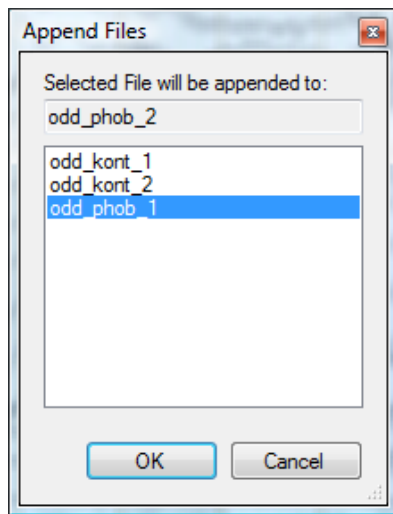 Append Files
Selected File will be appended to:
odd_phob_2
odd_kont_1
odd_kont_2
odd_phob_1
OK
Cancel